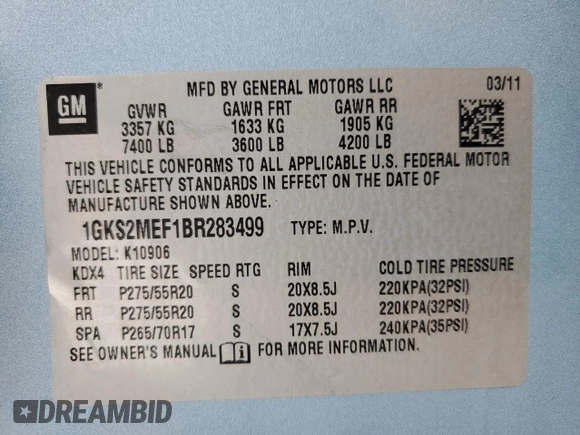 GM
®
MFD BY GENERAL MOTORS LLC 03/11
GVWR GAWR FRT GAWR RR
3357 KG 1633 KG 1905 KG
7400 LB 3600 LB 4200 LB
THIS VEHICLE CONFORMS TO ALL APPLICABLE U.S. FEDERAL MOTOR
VEHICLE SAFETY STANDARDS IN EFFECT ON THE DATE OF
MANUFACTURE SHOWN ABOVE.
1GKS2MEF1BR283499 TYPE: M.P.V.
MODEL: K10906
KDX4 TIRE SIZE SPEED RTG RIM COLD TIRE PRESSURE
FRT P275/55R20 S 20X8.5J 220KPA(32PSI)
RR P275/55R20 S 20X8.5J 220KPA(32PSI)
SPA P265/70R17 S 17X7.5J 240KPA(35PSI)
SEE OWNER'S MANUAL FOR MORE INFORMATION.
DREAMBID